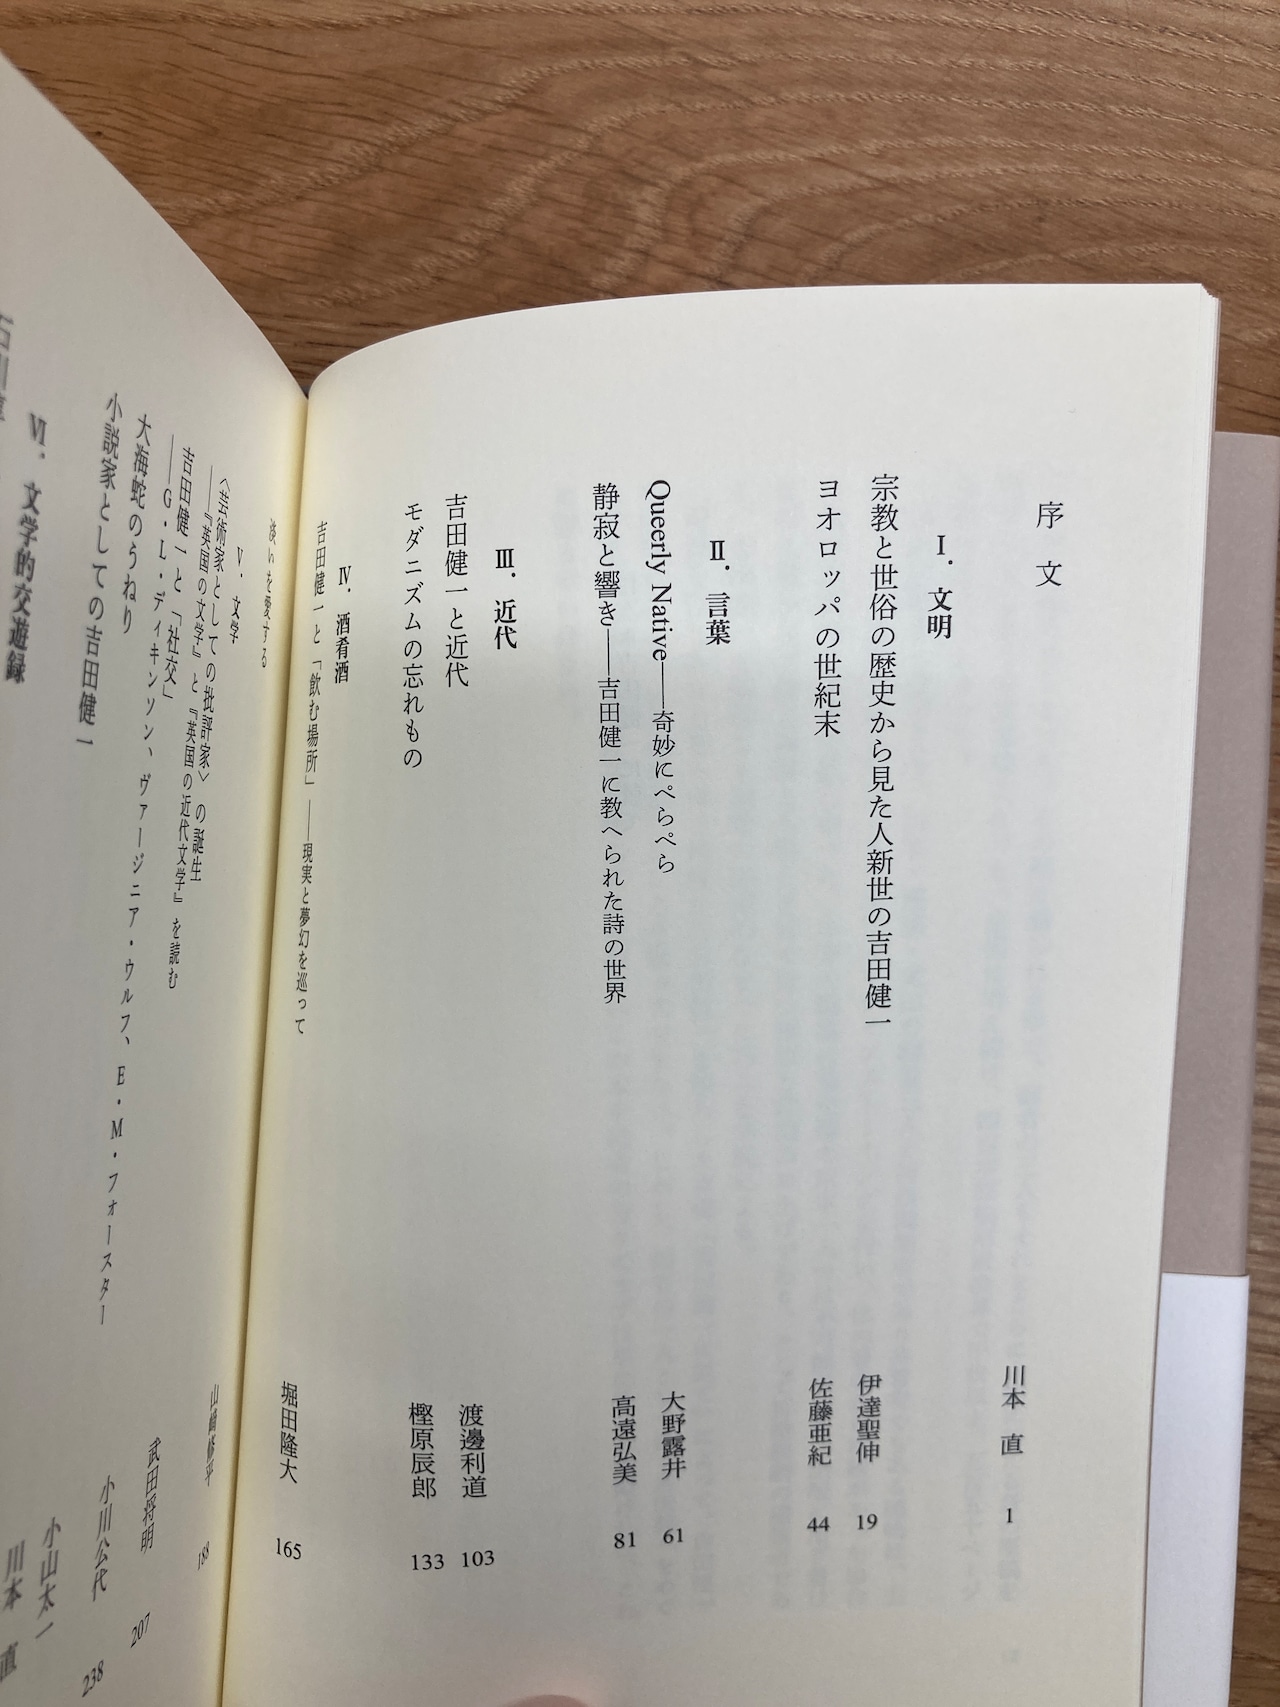 序文 川本 直 1
Ⅰ. 文明
宗教と世俗の歴史から見た人新世の吉田健一 伊達聖伸 19
ヨオロッパの世紀末 佐藤亜紀 44
Ⅱ. 言葉
Queerly Native——奇妙にぺらぺら 大野露井 61
静寂と響き——吉田健一に教へられた詩の世界 高遠弘美 81
Ⅲ. 近代
吉田健一と近代 渡邊利道 103
モダニズムの忘れもの 樫原辰郎 133
Ⅳ. 酒肴酒
吉田健一と「飲む場所」——現実と夢幻を巡って 堀田隆大 165
を愛する 山﨑修平 188
Ⅴ. 文学
〈芸術家としての批評家〉の誕生
——『英国の文学』と『英国の近代文学』を読む 武田将明 207
吉田健一と「社交」
——G・L・ディキンソン、ヴァージニア・ウルフ、E・M・フォースター 小川公代 238
大海蛇のうねり 小山太一
小説家としての吉田健一 川本 直
Ⅵ. 文学的交遊録